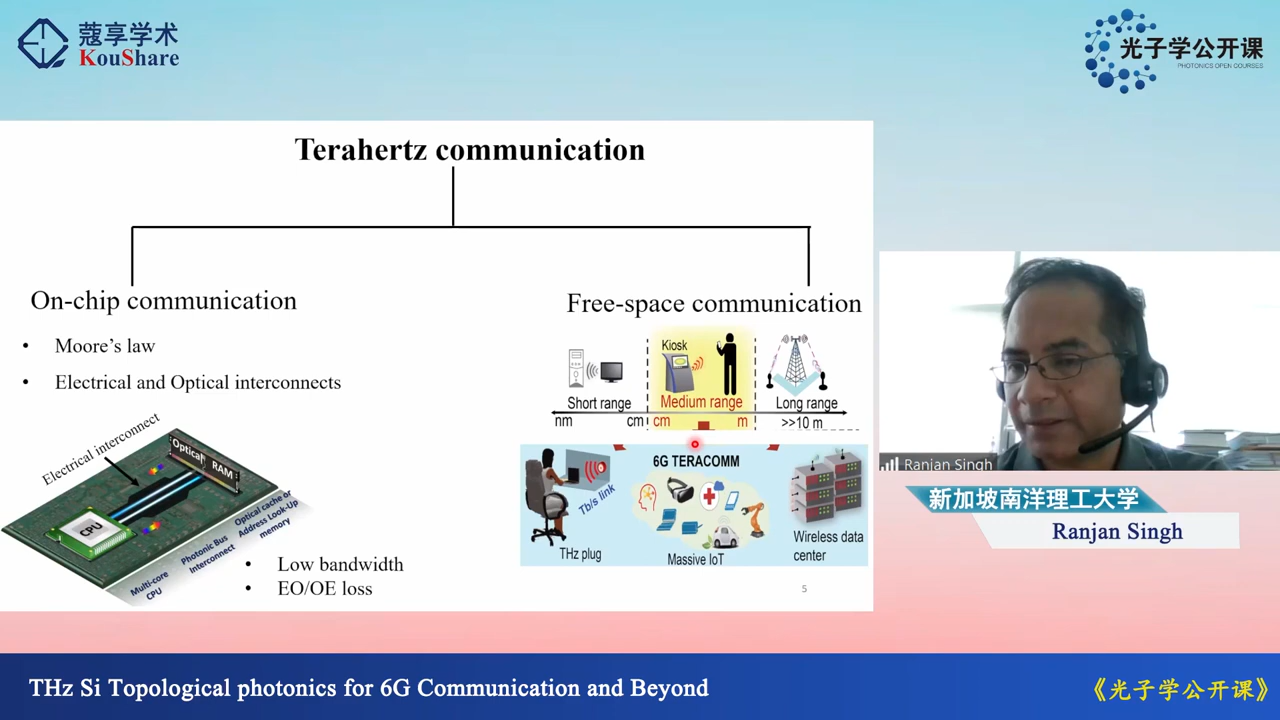 蔻享学术
KouShare
光子学公开课
PHOTONICS OPEN COURSES
Terahertz communication
On-chip communication
• Moore's law
• Electrical and Optical interconnects
Electrical interconnect
Optical
RAM
CPU
Multi-core
CPU
Photonic Bus
Interconnect
Optical cache or
Address Look-Up
memory
• Low bandwidth
• EO/OE loss
Free-space communication
Kiosk
Short range
Medium range
Long range
nm
cm
cm
m
>>10 m
6G TERACOMM
Tb/s link
THz plug
Massive IoT
Wireless data
center
5
Ranjan Singh
新加坡南洋理工大学
Ranjan Singh
THz Si Topological photonics for 6G Communication and Beyond
《光子学公开课》